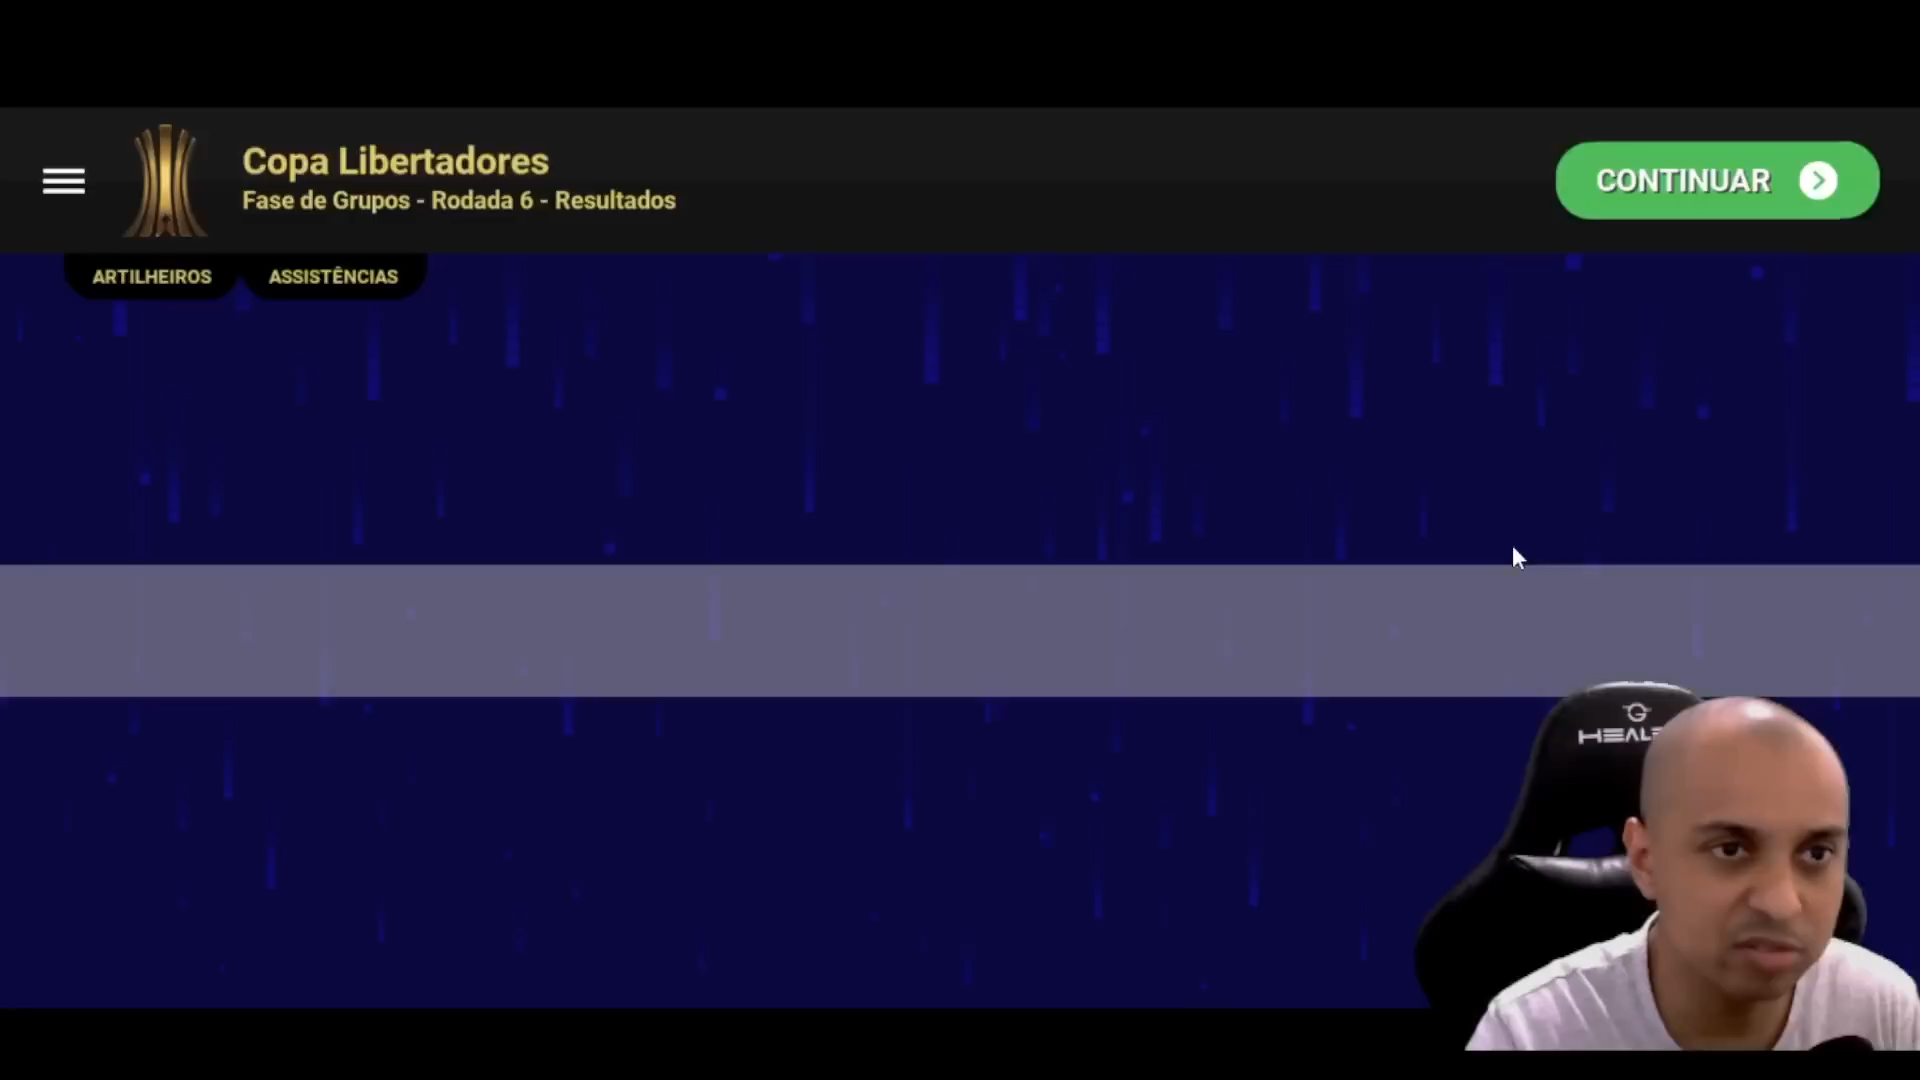 Copa Libertadores
Fase de Grupos - Rodada 6 - Resultados
CONTINUAR
ARTILHEIROS
ASSISTÊNCIAS